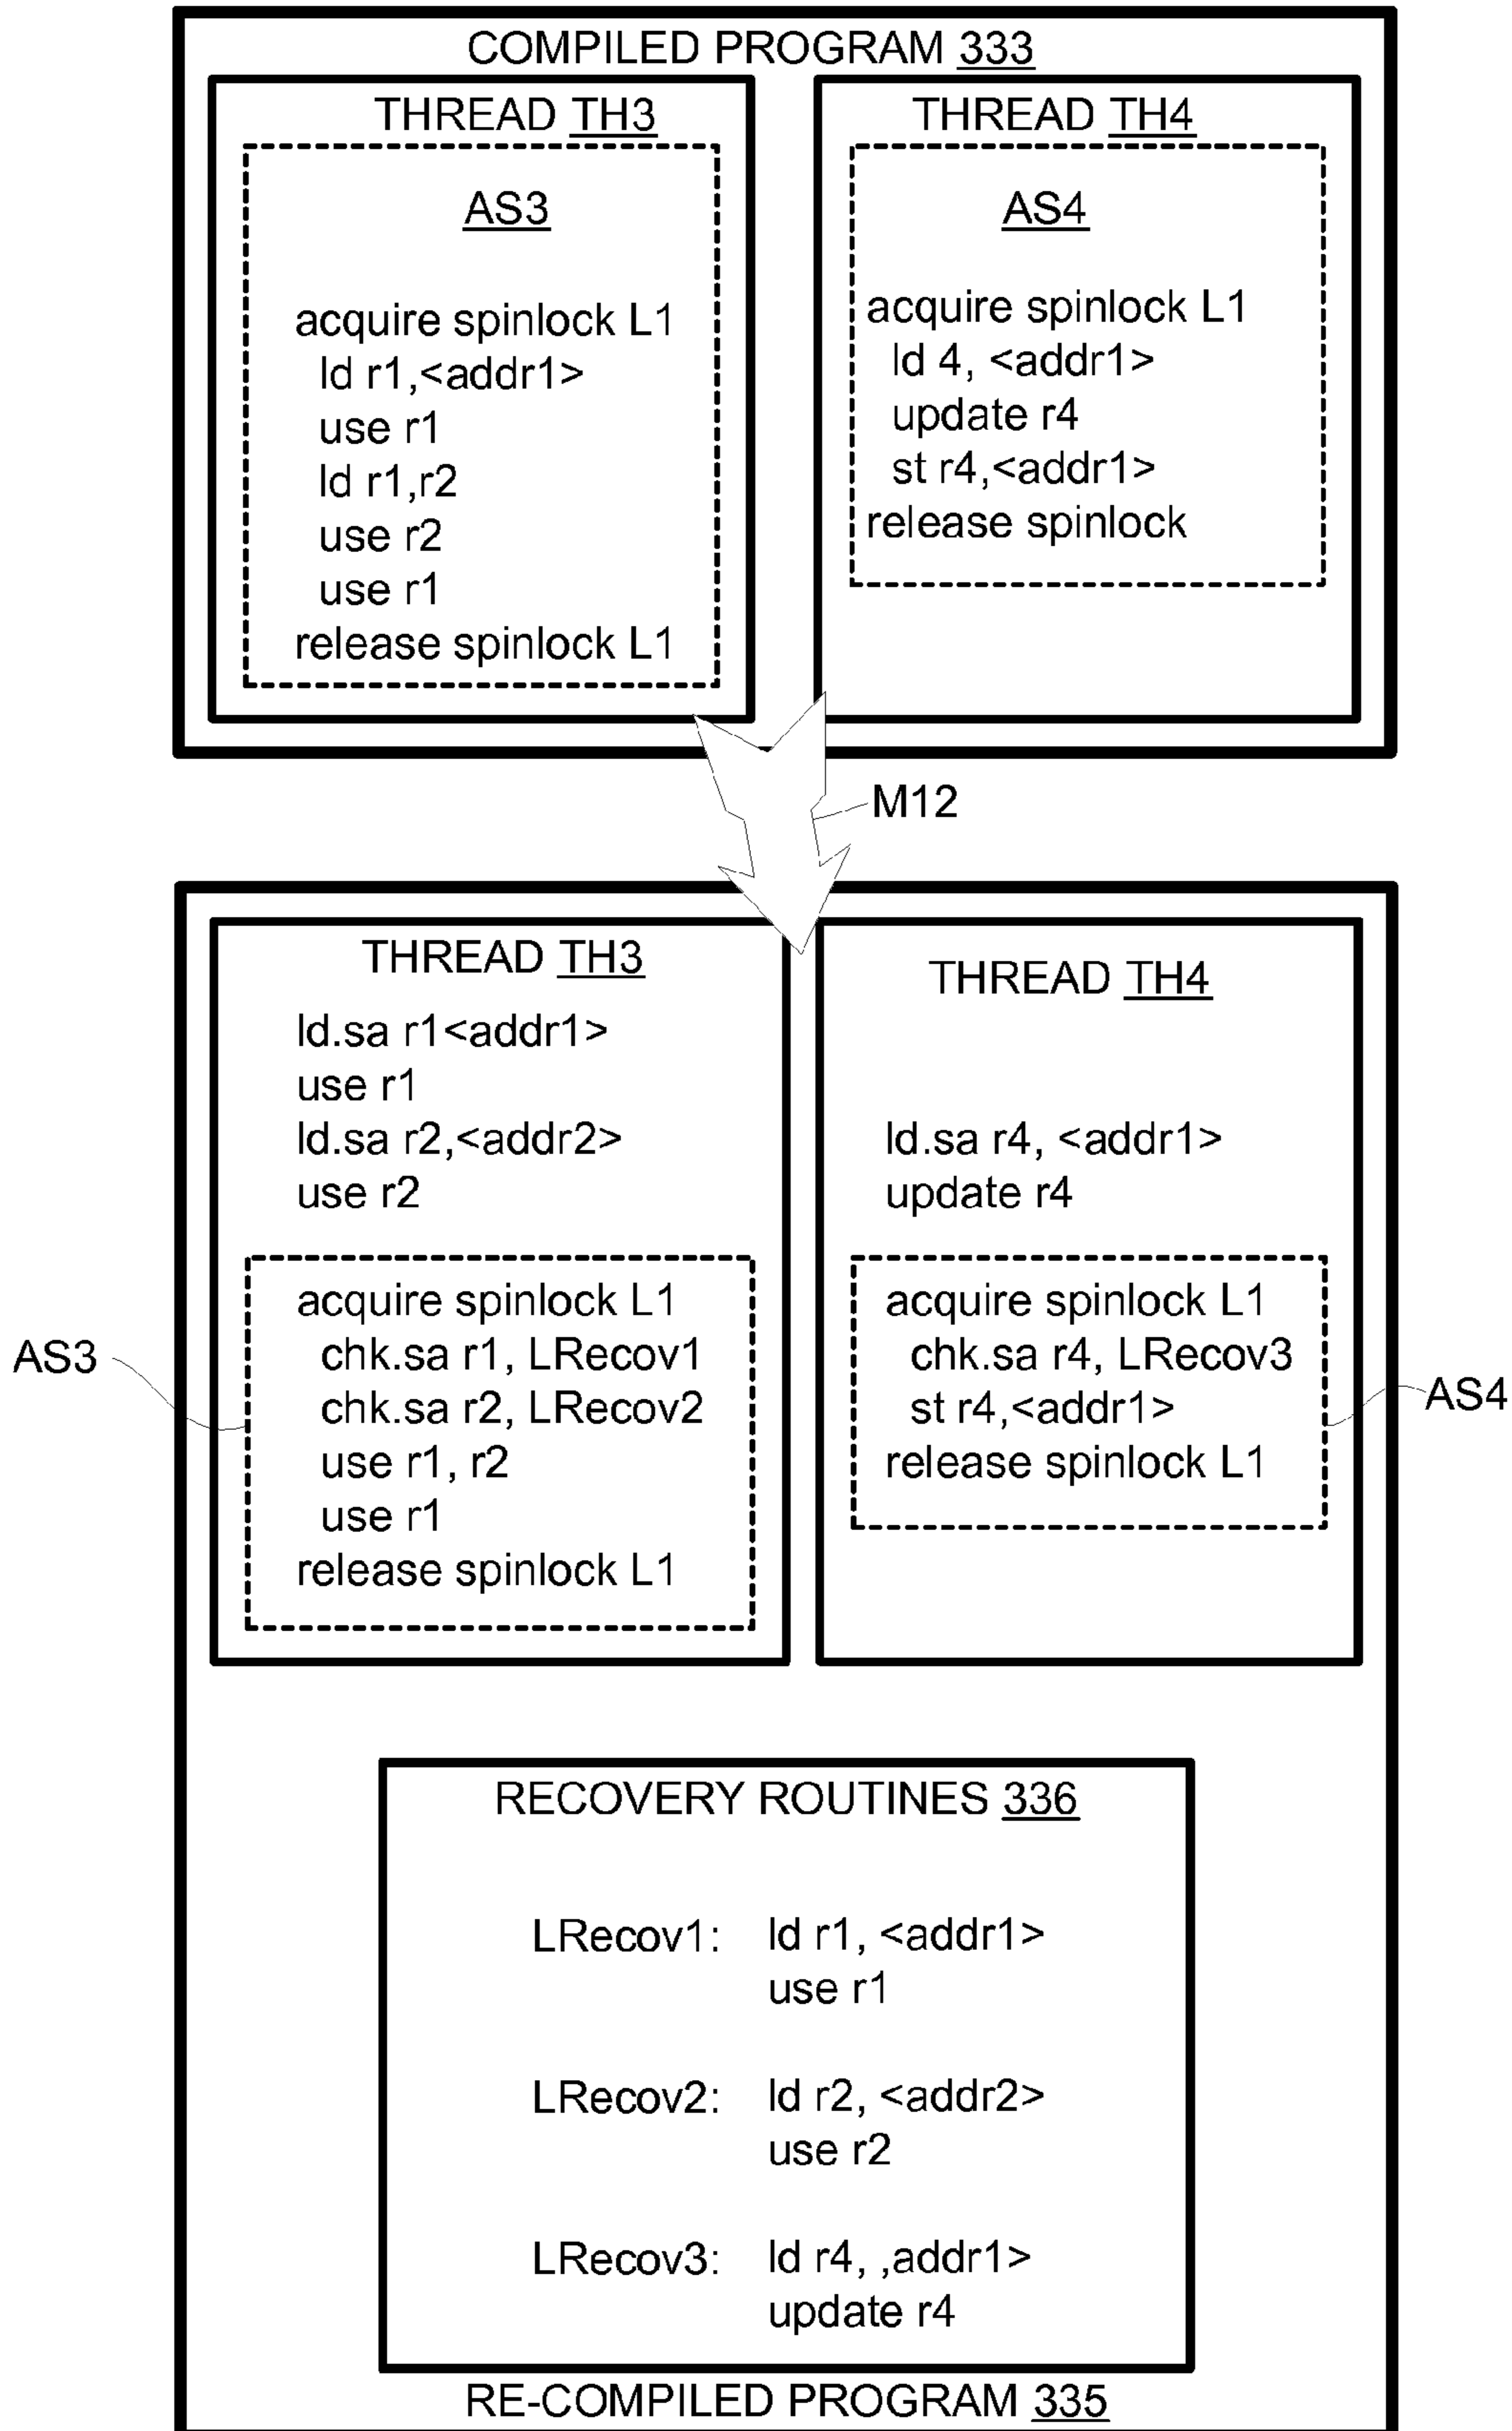 COMPILED PROGRAM 333
THREAD TH3
AS3
acquire spinlock L1
ld r1,<addr1>
use r1
ld r1,r2
use r2
use r1
release spinlock L1
THREAD TH4
AS4
acquire spinlock L1
ld 4, <addr1>
update r4
st r4,<addr1>
release spinlock
M12
THREAD TH3
ld.sa r1<addr1>
use r1
ld.sa r2,<addr2>
use r2
AS3
acquire spinlock L1
chk.sa r1, LRecov1
chk.sa r2, LRecov2
use r1, r2
use r1
release spinlock L1
THREAD TH4
ld.sa r4, <addr1>
update r4
acquire spinlock L1
chk.sa r4, LRecov3
st r4,<addr1>
release spinlock L1
AS4
RECOVERY ROUTINES 336
LRecov1: ld r1, <addr1>
use r1
LRecov2: ld r2, <addr2>
use r2
LRecov3: ld r4, ,addr1>
update r4
RE-COMPILED PROGRAM 335